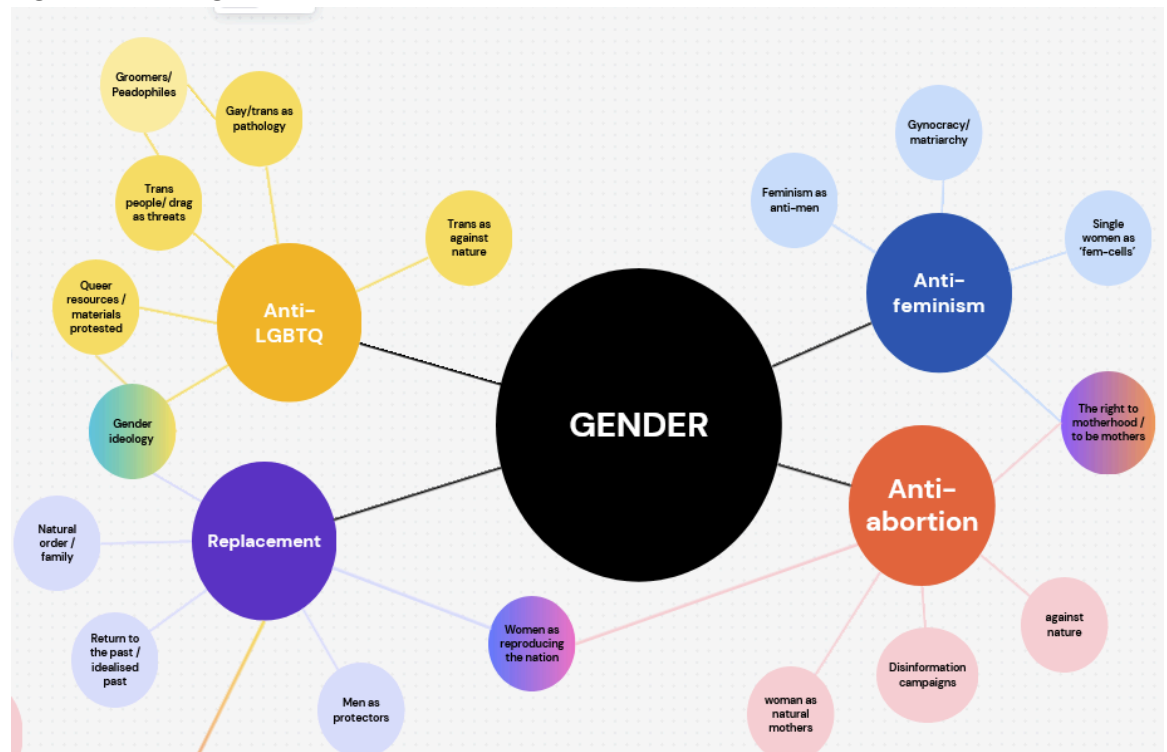 Groomers/
Peadophiles
Gay/trans as
pathology
Trans
people/ drag
as threats
Trans as
against
nature
Queer
resources /
materials
protested
Anti-
LGBTQ
Gender
ideology
Gynocracy/
matriarchy
Feminism as
anti-men
Single
women as
'fem-cells'
Anti-
feminism
GENDER
The right to
motherhood /
to be mothers
Anti-
abortion
Replacement
Natural
order /
family
Return to
the past /
idealised
past
Men as
protectors
Women as
reproducing
the nation
woman as
natural
mothers
Disinformation
campaigns
against
nature